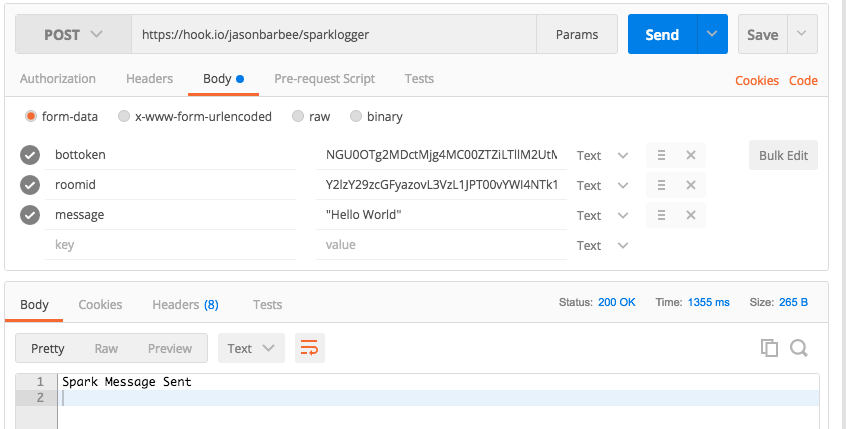 POST https://hook.io/jasonbarbee/sparklogger Params Send Save
Authorization Headers Body Pre-request Script Tests Cookies Code
form-data x-www-form-urlencoded raw binary
bottoken NGU0OTg2MDctMjg4MC00ZTZiLTllM2UtM Text Bulk Edit
roomid Y2lzY29zcGFyazovL3VzL1JPT00vYWI4NTk1 Text
message "Hello World" Text
key value Text
Body Cookies Headers (8) Tests Status: 200 OK Time: 1355 ms Size: 265 B
Pretty Raw Preview Text
1 Spark Message Sent
2